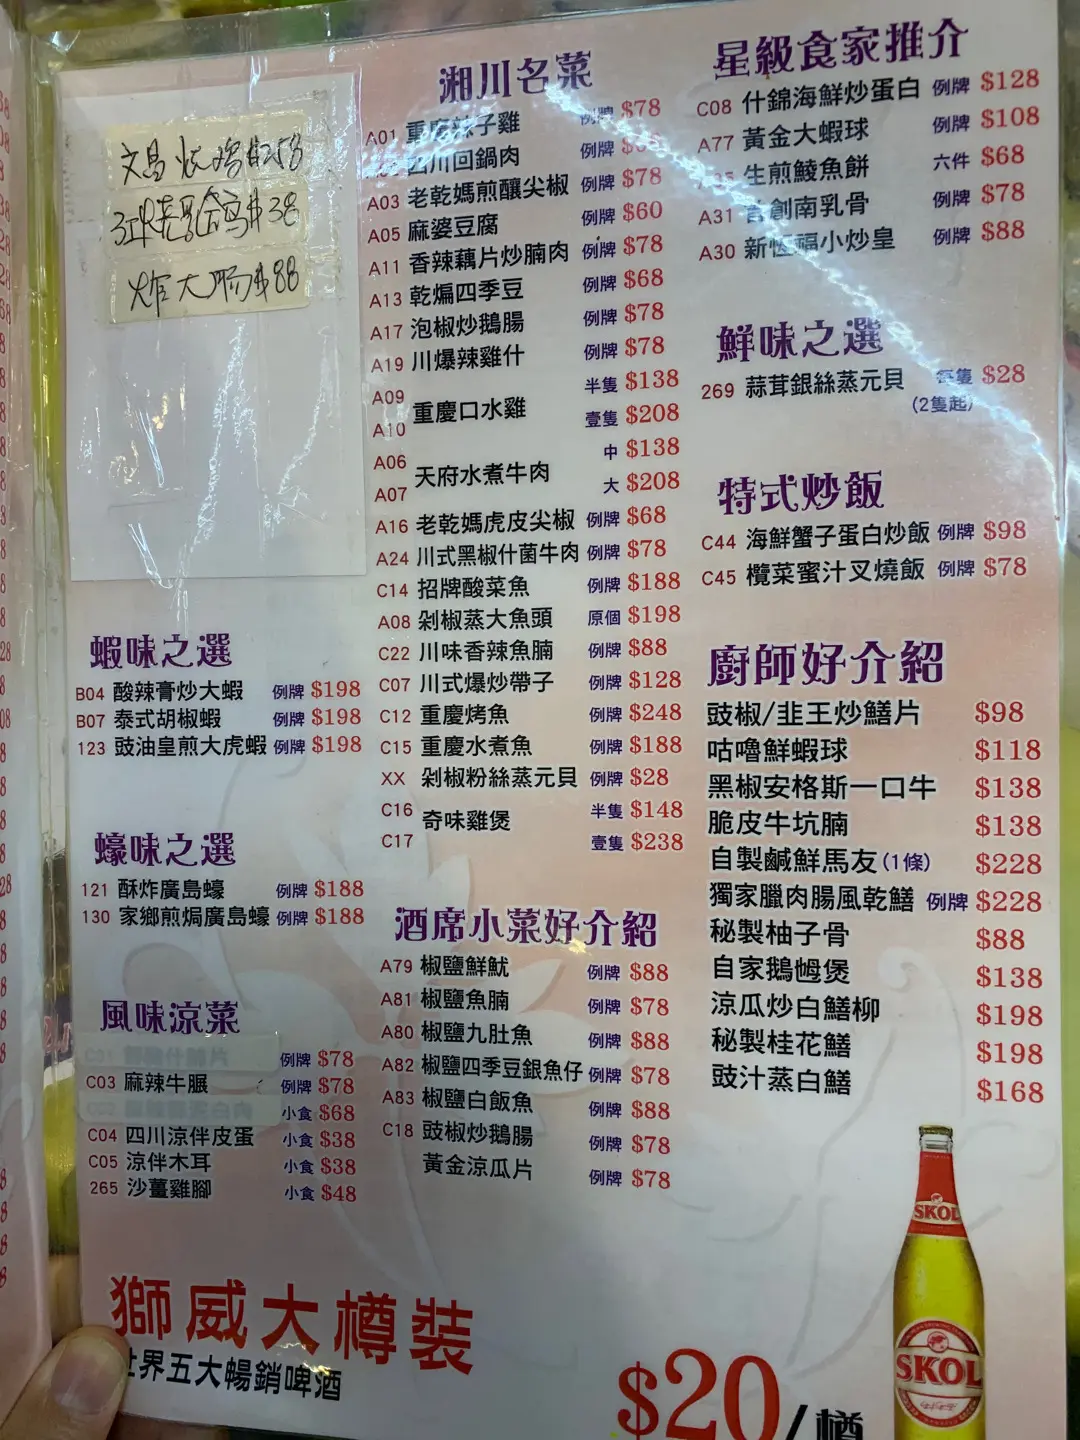 $258
$38
炸大腸$88
蝦味之選
B04 酸辣膏炒大蝦 例牌 $198
B07 泰式胡椒蝦 例牌 $198
123 豉油皇煎大虎蝦 例牌 $198
蠔味之選
121 酥炸廣島蠔 例牌 $188
130 家鄉煎焗廣島蠔 例牌 $188
風味涼菜
例牌 $78
C03 麻辣牛𦟌 例牌 $78
小食 $68
C04 四川涼伴皮蛋 小食 $38
C05 涼伴木耳 小食 $38
265 沙薑雞腳 小食 $48
湘川名菜
A01 重慶辣子雞 例牌 $78
四川回鍋肉 例牌
A03 老乾媽煎釀尖椒 例牌 $78
A05 麻婆豆腐 例牌 $60
A11 香辣藕片炒腩肉 例牌 $78
A13 乾煸四季豆 例牌 $68
A17 泡椒炒鵝腸 例牌 $78
A19 川爆辣雞什 例牌 $78
A09 半隻 $138
重慶口水雞
A10 壹隻 $208
A06 中 $138
天府水煮牛肉
A07 大 $208
A16 老乾媽虎皮尖椒 例牌 $68
A24 川式黑椒什菌牛肉 例牌 $78
C14 招牌酸菜魚 例牌 $188
A08 剁椒蒸大魚頭 原個 $198
C22 川味香辣魚腩 例牌 $88
C07 川式爆炒帶子 例牌 $128
C12 重慶烤魚 例牌 $248
C15 重慶水煮魚 例牌 $188
XX 剁椒粉絲蒸元貝 例牌 $28
C16 半隻 $148
奇味雞煲
C17 壹隻 $238
酒席小菜好介紹
A79 椒鹽鮮魷 例牌 $88
A81 椒鹽魚腩 例牌 $78
A80 椒鹽九肚魚 例牌 $88
A82 椒鹽四季豆銀魚仔 例牌 $78
A83 椒鹽白飯魚 例牌 $88
C18 豉椒炒鵝腸 例牌 $78
黃金涼瓜片 例牌 $78
星級食家推介
C08 什錦海鮮炒蛋白 例牌 $128
A77 黃金大蝦球 例牌 $108
生煎鯪魚餅 六件 $68
A31 首創南乳骨 例牌 $78
A30 新恆福小炒皇 例牌 $88
鮮味之選
269 蒜茸銀絲蒸元貝 每隻 $28
(2隻起)
特式炒飯
C44 海鮮蟹子蛋白炒飯 例牌 $98
C45 欖菜蜜汁叉燒飯 例牌 $78
廚師好介紹
豉椒/韭王炒鱔片 $98
咕嚕鮮蝦球 $118
黑椒安格斯一口牛 $138
脆皮牛坑腩 $138
自製鹹鮮馬友(1條) $228
獨家臘肉腸風乾鱔 例牌 $228
秘製柚子骨 $88
自家鵝乸煲 $138
涼瓜炒白鱔柳 $198
秘製桂花鱔 $198
豉汁蒸白鱔 $168
獅威大樽裝
世界五大暢銷啤酒
$20/樽
SKOL
SKOL